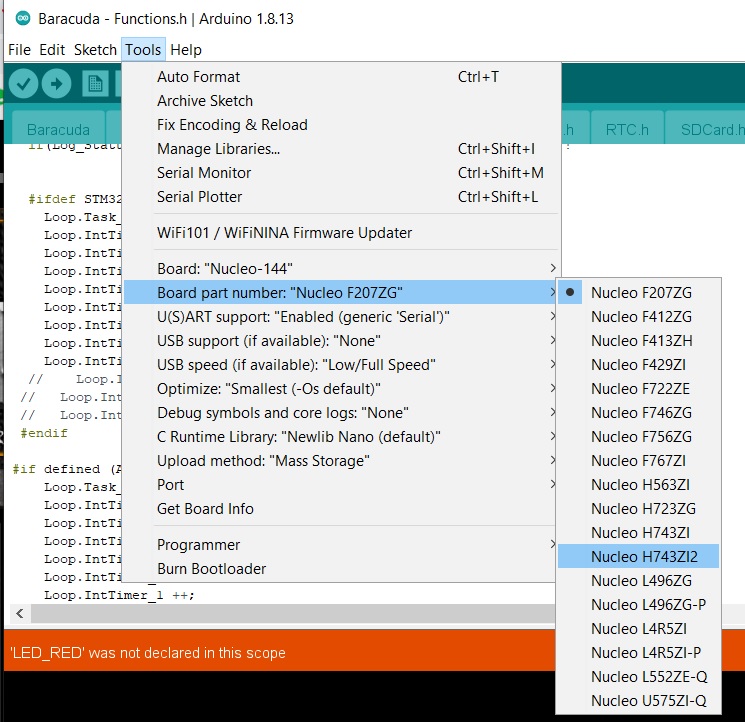 Baracuda - Functions.h | Arduino 1.8.13
File Edit Sketch Tools Help
Baracuda
.h
RTC.h
SDCard.h
Auto Format Ctrl+T
Archive Sketch
Fix Encoding & Reload
Manage Libraries... Ctrl+Shift+I
Serial Monitor Ctrl+Shift+M
Serial Plotter Ctrl+Shift+L
WiFi101 / WiFiNINA Firmware Updater
Board: "Nucleo-144"
Board part number: "Nucleo F207ZG"
U(S)ART support: "Enabled (generic 'Serial')"
USB support (if available): "None"
USB speed (if available): "Low/Full Speed"
Optimize: "Smallest (-Os default)"
Debug symbols and core logs: "None"
C Runtime Library: "Newlib Nano (default)"
Upload method: "Mass Storage"
Port
Get Board Info
Programmer
Burn Bootloader
Nucleo F207ZG
Nucleo F412ZG
Nucleo F413ZH
Nucleo F429ZI
Nucleo F722ZE
Nucleo F746ZG
Nucleo F756ZG
Nucleo F767ZI
Nucleo H563ZI
Nucleo H723ZG
Nucleo H743ZI
Nucleo H743ZI2
Nucleo L496ZG
Nucleo L496ZG-P
Nucleo L4R5ZI
Nucleo L4R5ZI-P
Nucleo L552ZE-Q
Nucleo U575ZI-Q
if(Log_Statu
#ifdef STM32
Loop.Task_
Loop.IntTi
Loop.IntTi
Loop.IntTi
Loop.IntTi
Loop.IntTi
Loop.IntTi
Loop.IntTi
Loop.IntTi
// Loop.I
// Loop.Int
// Loop.Int
#endif
#if defined (A
Loop.Task_
Loop.IntTi
Loop.IntTi
Loop.IntTi
Loop.IntTi
Loop.IntTi
Loop.IntTimer_1 ++;
'LED_RED' was not declared in this scope